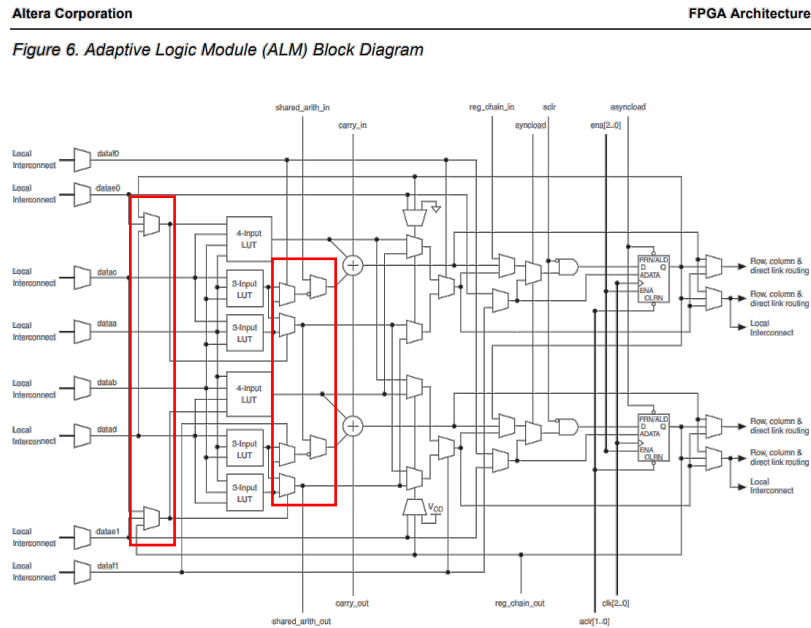 Altera Corporation
FPGA Architecture
Figure 6. Adaptive Logic Module (ALM) Block Diagram
shared_arith_in
reg_chain_in
sclr
asyncload
carry_in
syncload
ena[2..0]
Local
Interconnect
dataf0
Local
Interconnect
datae0
4-Input
LUT
PRN/ALD
D Q
ADATA
ENA
CLRN
Row, column &
direct link routing
Local
Interconnect
datac
3-Input
LUT
Row, column &
direct link routing
Local
Interconnect
dataa
3-Input
LUT
Local
Interconnect
Local
Interconnect
datab
4-Input
LUT
Local
Interconnect
datad
3-Input
LUT
PRN/ALD
D Q
ADATA
ENA
CLRN
Row, column &
direct link routing
Row, column &
direct link routing
3-Input
LUT
Local
Interconnect
VCC
Local
Interconnect
datae1
Local
Interconnect
dataf1
carry_out
reg_chain_out
clk[2..0]
shared_arith_out
aclr[1..0]